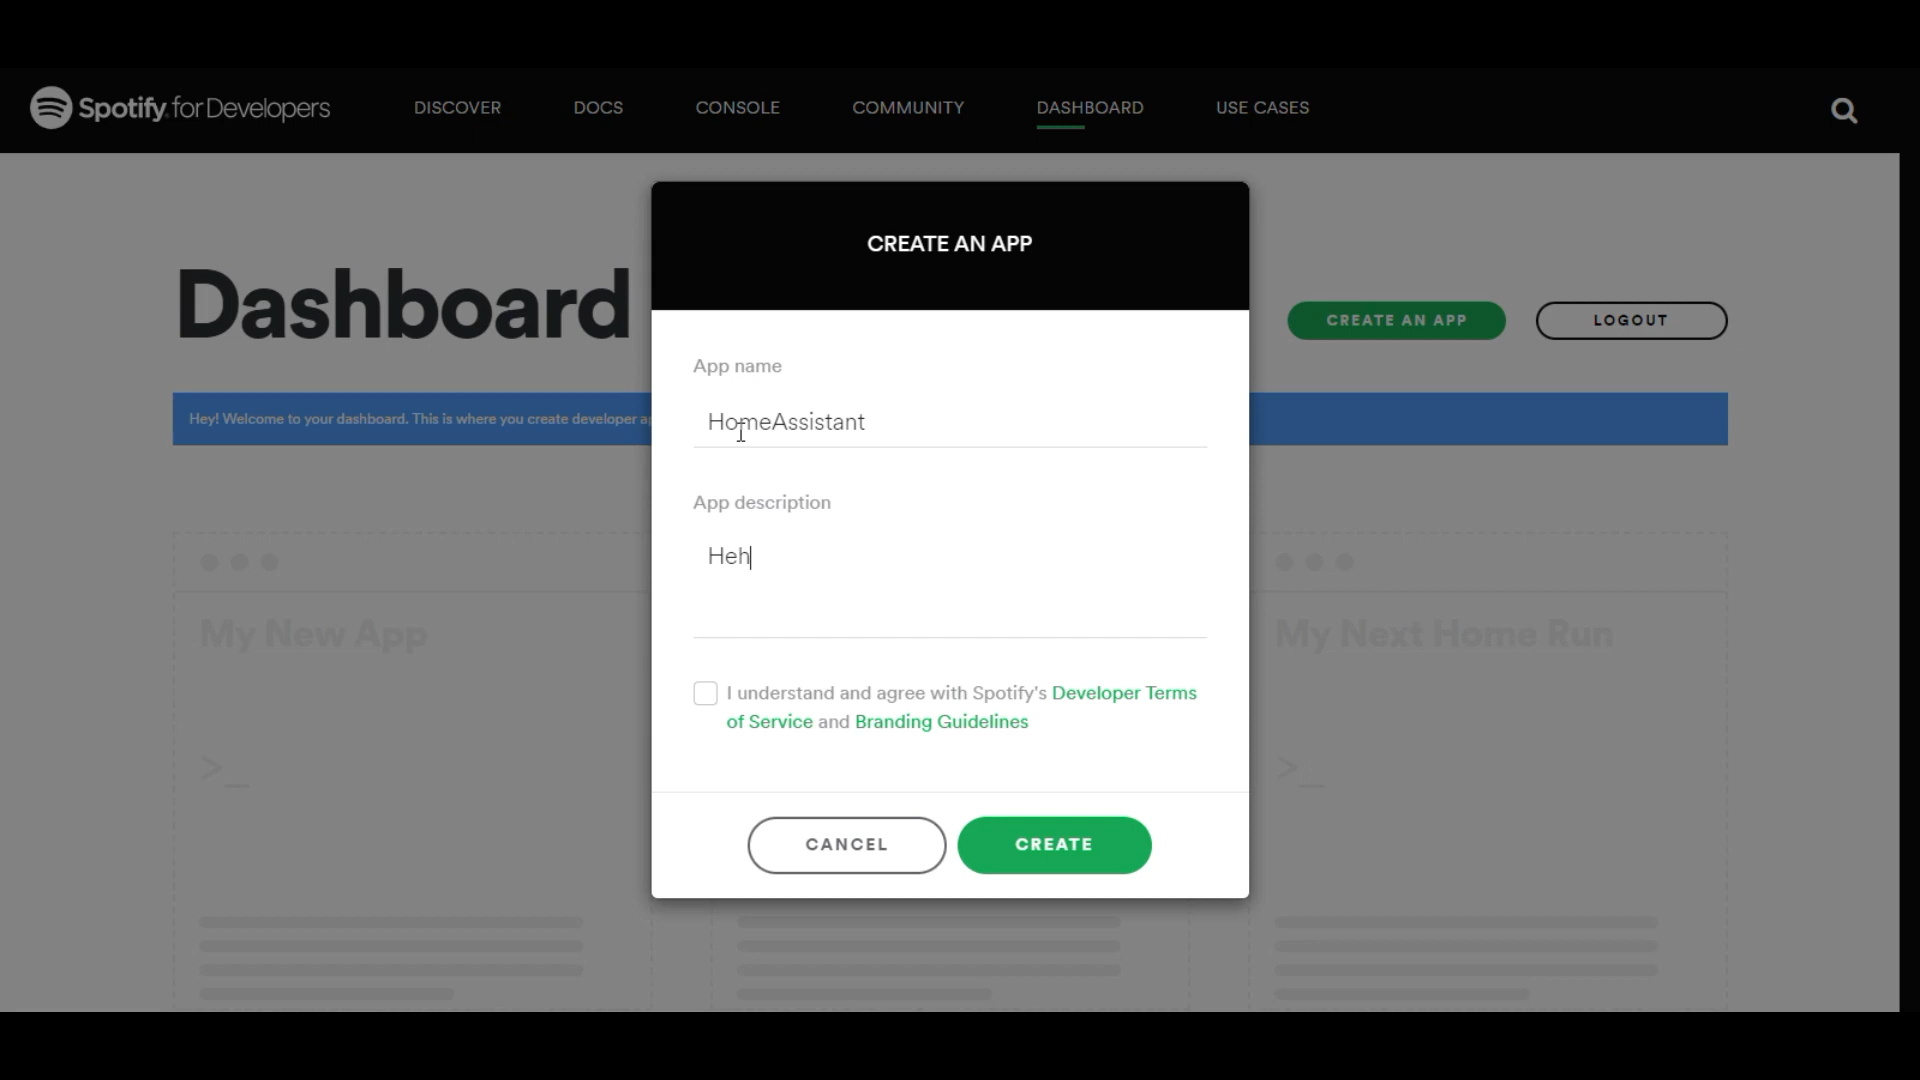 Spotify for Developers
DISCOVER
DOCS
CONSOLE
COMMUNITY
DASHBOARD
USE CASES
CREATE AN APP
Dashboard
CREATE AN APP
LOGOUT
App name
HomeAssistant
Hey! Welcome to your dashboard. This is where you create developer
App description
Heh
My New App
My Next Home Run
I understand and agree with Spotify's Developer Terms
of Service and Branding Guidelines
>_
>_
CANCEL
CREATE